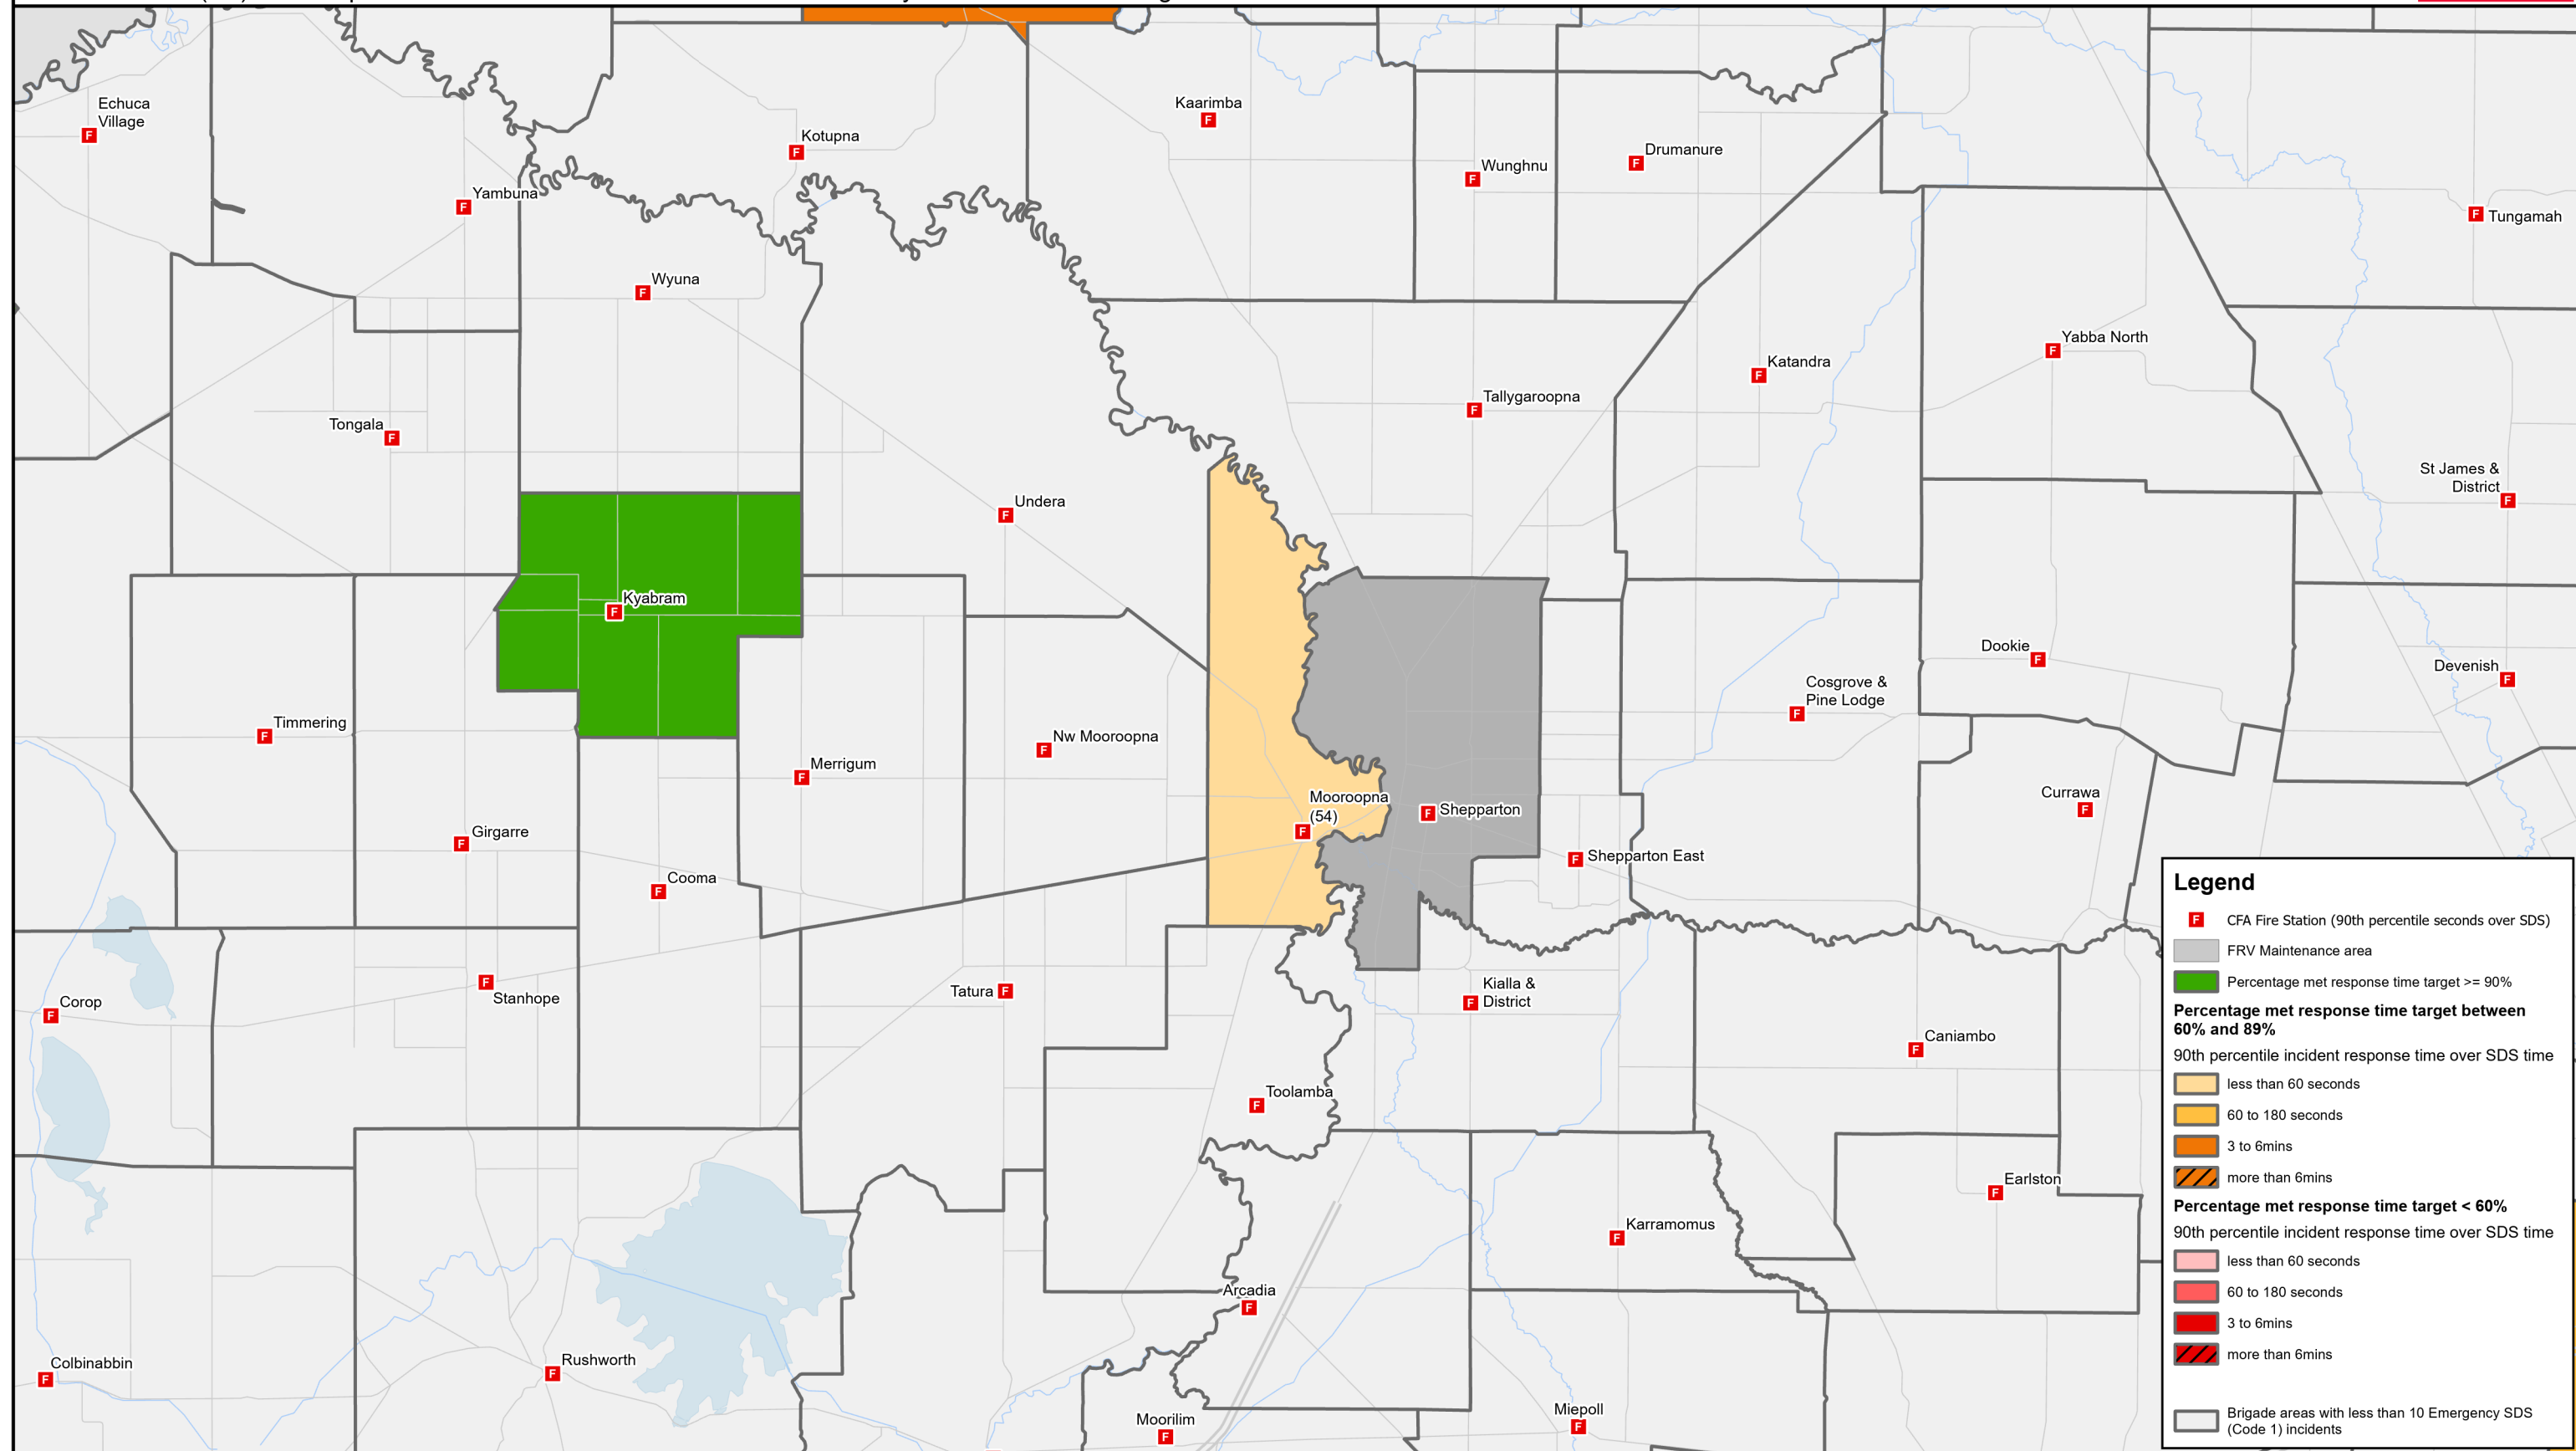 Echuca
Village
Kaarimba
Kotupna
Drumanure
Wunghnu
Yambuna
Tungamah
Wyuna
Yabba North
Katandra
Tallygaroopna
Tongala
St James &
District
Undera
Kyabram
Dookie
Devenish
Cosgrove &
Pine Lodge
Timmering
Nw Mooroopna
Merrigum
Currawa
Mooroopna
(54)
Shepparton
Girgarre
Shepparton East
Cooma
Tatura
Kialla &
District
Stanhope
Corop
Caniambo
Toolamba
Earlston
Karramomus
Arcadia
Colbinabbin
Rushworth
Moorilim
Miepoll
Legend
CFA Fire Station (90th percentile seconds over SDS)
FRV Maintenance area
Percentage met response time target >= 90%
Percentage met response time target between
60% and 89%
90th percentile incident response time over SDS time
less than 60 seconds
60 to 180 seconds
3 to 6mins
more than 6mins
Percentage met response time target < 60%
90th percentile incident response time over SDS time
less than 60 seconds
60 to 180 seconds
3 to 6mins
more than 6mins
Brigade areas with less than 10 Emergency SDS
(Code 1) incidents